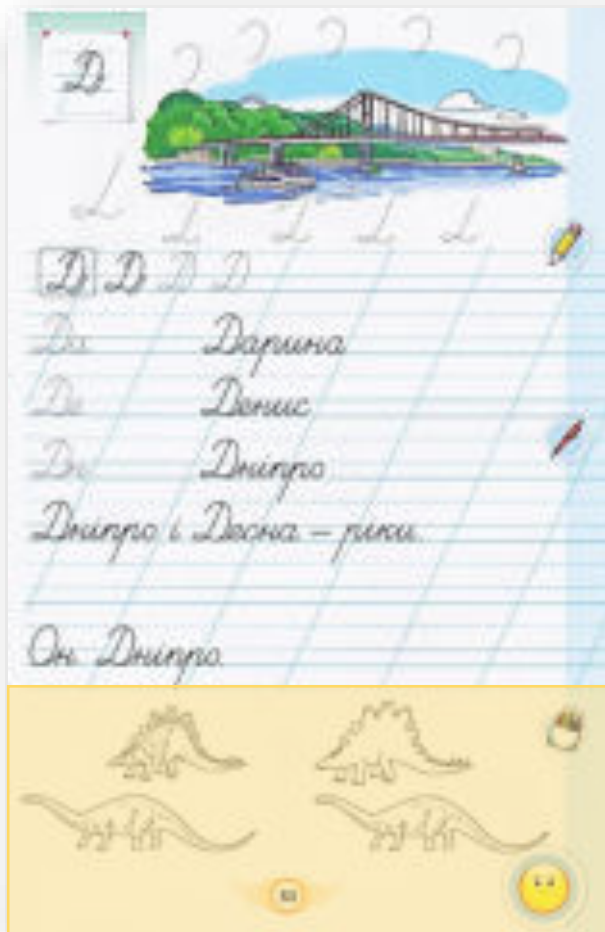 Д
Д Д Д Д
Да Дарина
Де Денис
Дн Дніпро
Дніпро і Десна – ріки.
Он Дніпро.